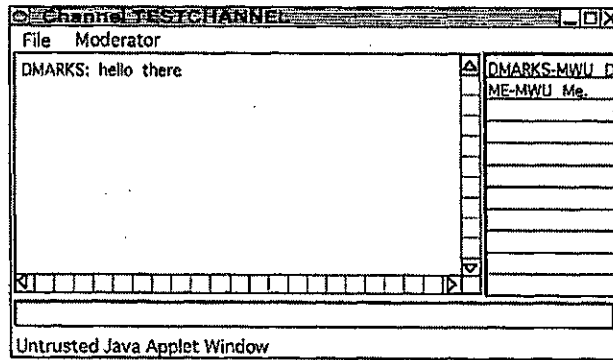 Channel TESTCHANNEL
File Moderator
DMARKS: hello there
DMARKS-MWU D
ME-MWU Me.
Untrusted Java Applet Window